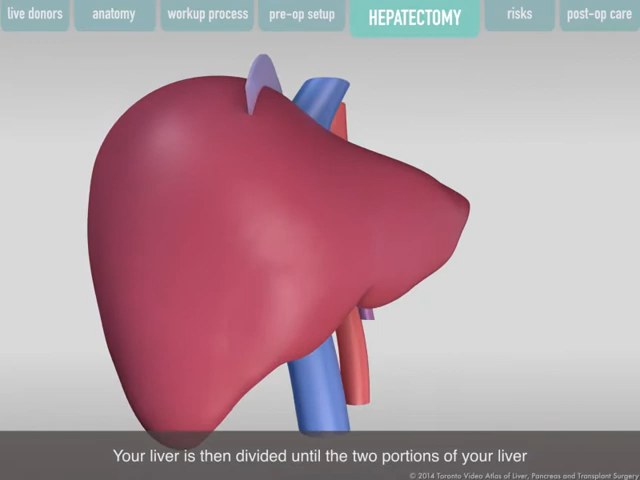 live donors
anatomy
workup process
pre-op setup
HEPATECTOMY
risks
post-op care
Your liver is then divided until the two portions of your liver
© 2014 Toronto Video Atlas of Liver, Pancreas and Transplant Surgery